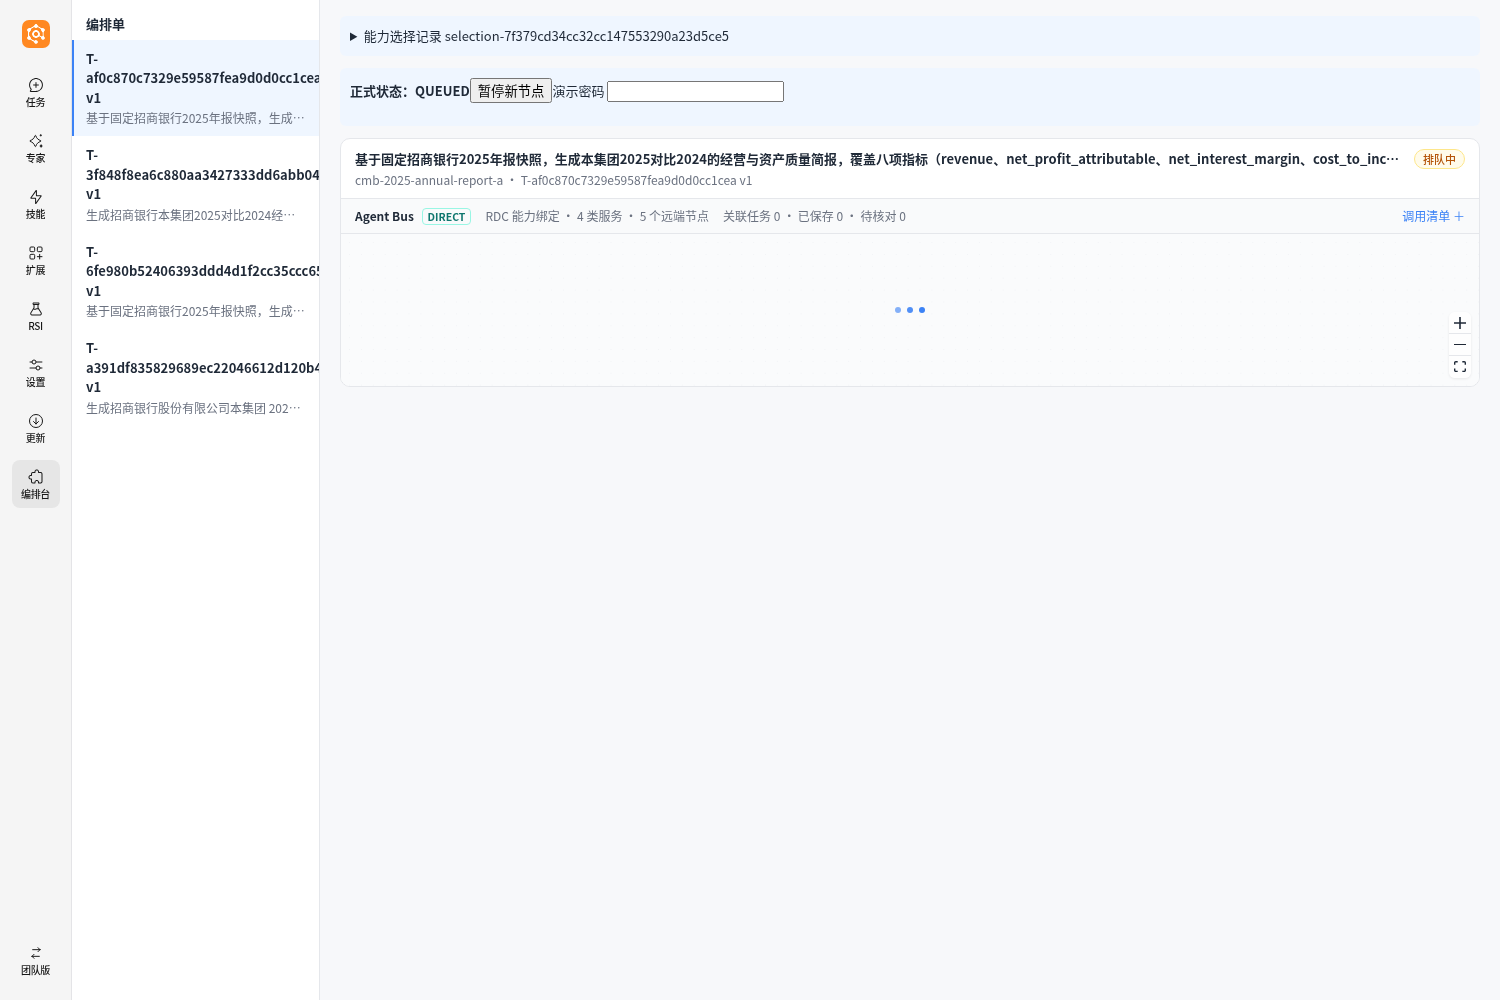 任务
专家
技能
扩展
RSI
设置
更新
编排台
团队版
编排单
T-
af0c870c7329e59587fea9d0d0cc1cea
v1
基于固定招商银行2025年报快照，生成…
T-
3f848f8ea6c880aa3427333dd6abb04
v1
生成招商银行本集团2025对比2024经…
T-
6fe980b52406393ddd4d1f2cc35ccc65
v1
基于固定招商银行2025年报快照，生成…
T-
a391df835829689ec22046612d120b4
v1
生成招商银行股份有限公司本集团 202…
能力选择记录 selection-7f379cd34cc32cc147553290a23d5ce5
正式状态：QUEUED 暂停新节点 演示密码
基于固定招商银行2025年报快照，生成本集团2025对比2024的经营与资产质量简报，覆盖八项指标（revenue、net_profit_attributable、net_interest_margin、cost_to_inc… 排队中
cmb-2025-annual-report-a · T-af0c870c7329e59587fea9d0d0cc1cea v1
Agent Bus DIRECT RDC 能力绑定 · 4 类服务 · 5 个远端节点 关联任务 0 · 已保存 0 · 待核对 0 调用清单 +